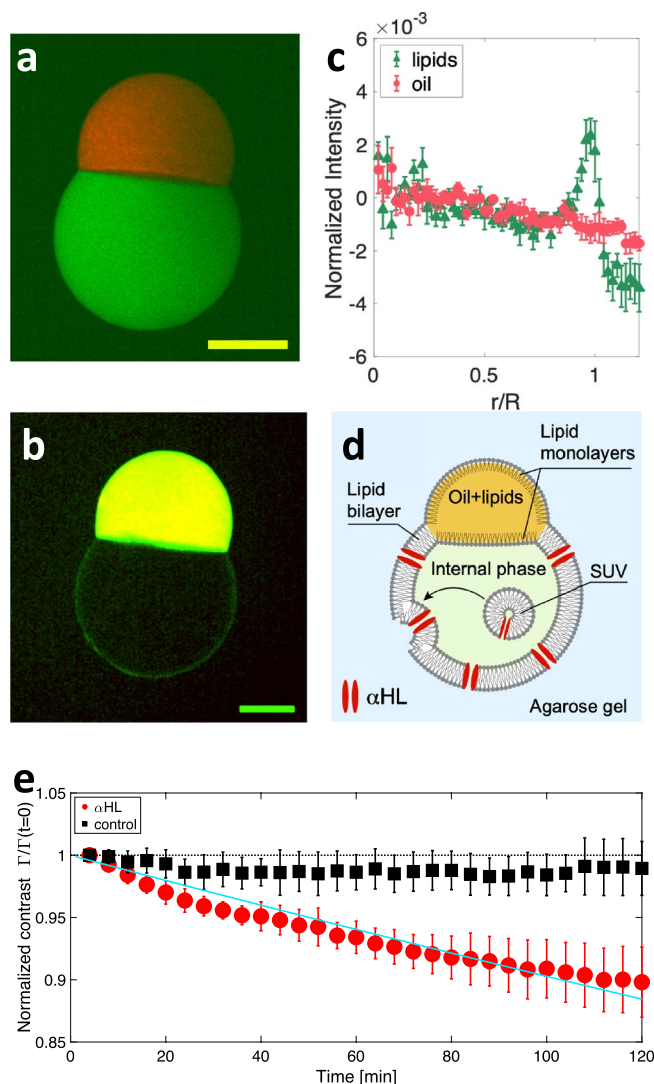 a
c
×10⁻³
6
4
2
0
-2
-4
-6
lipids
oil
Normalized Intensity
0
0.5
1
r/R
b
d
Lipid
monolayers
Lipid
bilayer
Oil+lipids
Internal phase
SUV
αHL
Agarose gel
e
1.05
1
0.95
0.9
0.85
αHL
control
Normalized contrast Γ/Γ(t=0)
0
20
40
60
80
100
120
Time [min]